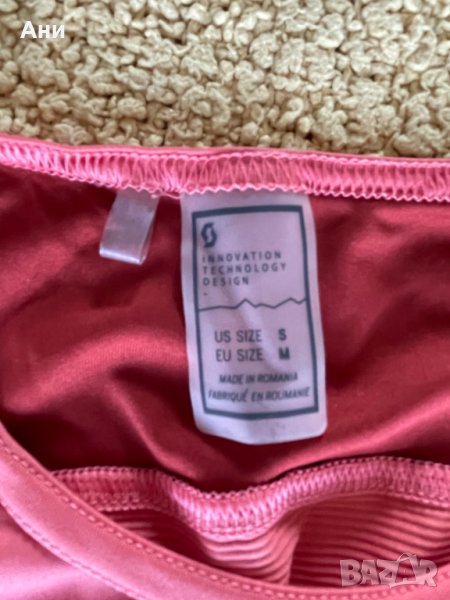 Ани
INNOVATION
TECHNOLOGY
DESIGN
US SIZE S
EU SIZE M
MADE IN ROMANIA
FABRIQUÉ EN ROUMANIE
BAZAR